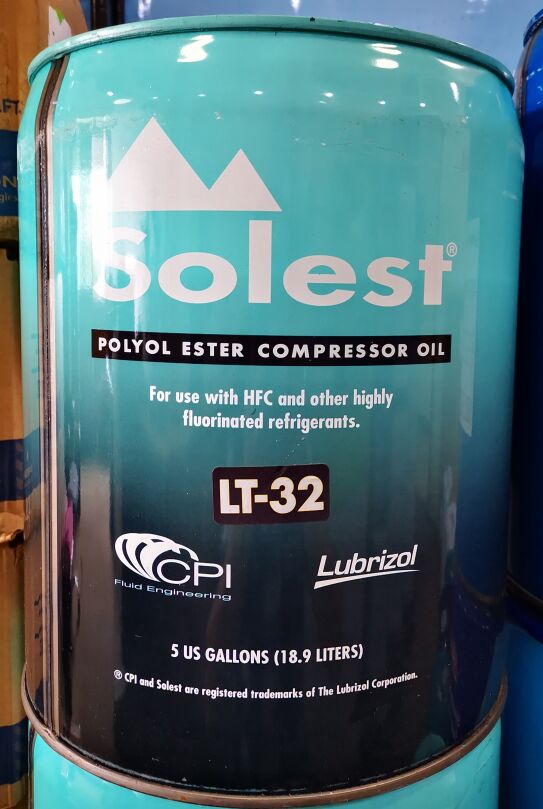 Solest®
POLYOL ESTER COMPRESSOR OIL
For use with HFC and other highly
fluorinated refrigerants.
LT-32
CPI
Fluid Engineering
Lubrizol
5 US GALLONS (18.9 LITERS)
® CPI and Solest are registered trademarks of The Lubrizol Corporation.